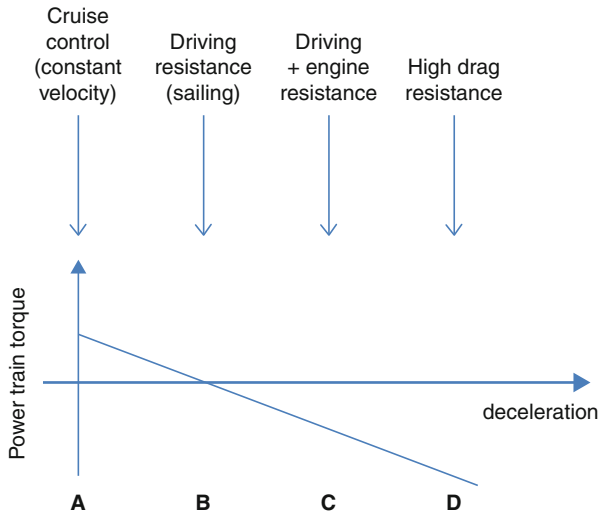 Cruise
control
(constant
velocity)
Driving
resistance
(sailing)
Driving
+ engine
resistance
High drag
resistance
Power train torque
deceleration
A
B
C
D